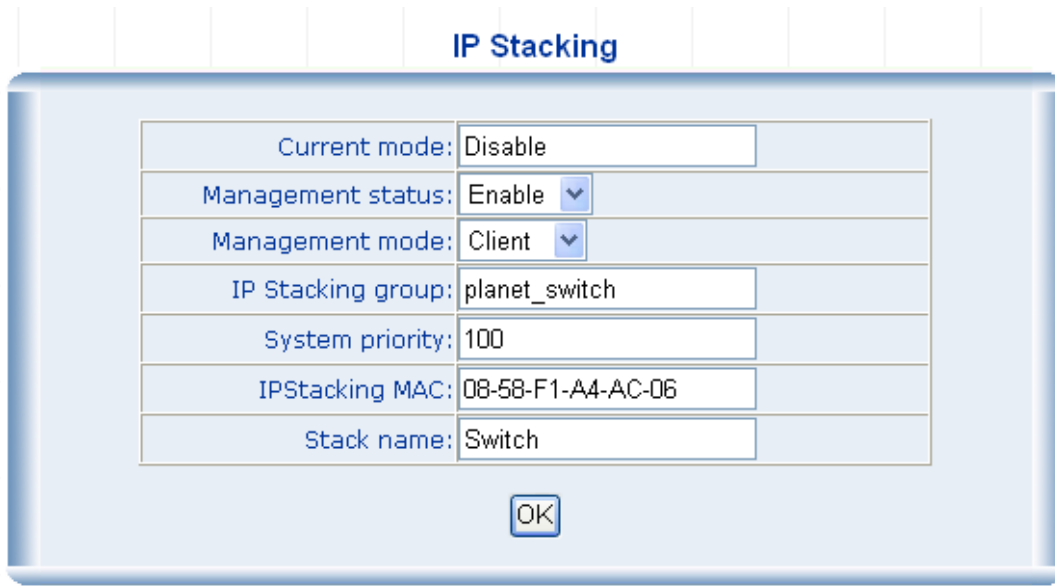 IP Stacking
Current mode: Disable
Management status: Enable
Management mode: Client
IP Stacking group: planet_switch
System priority: 100
IPStacking MAC: 08-58-F1-A4-AC-06
Stack name: Switch
OK